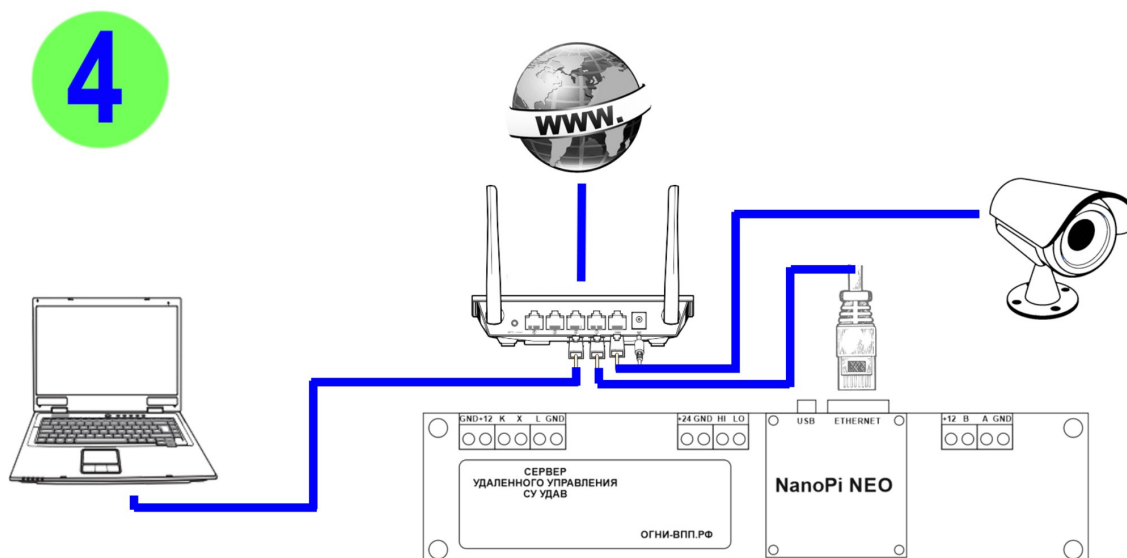 4
WWW.
GND+12 K X L GND
+24 GND HI LO
USB ETHERNET
+12 B A GND
СЕРВЕР
УДАЛЕННОГО УПРАВЛЕНИЯ
СУ УДАВ
ОГНИ-ВПП.РФ
NanoPi NEO